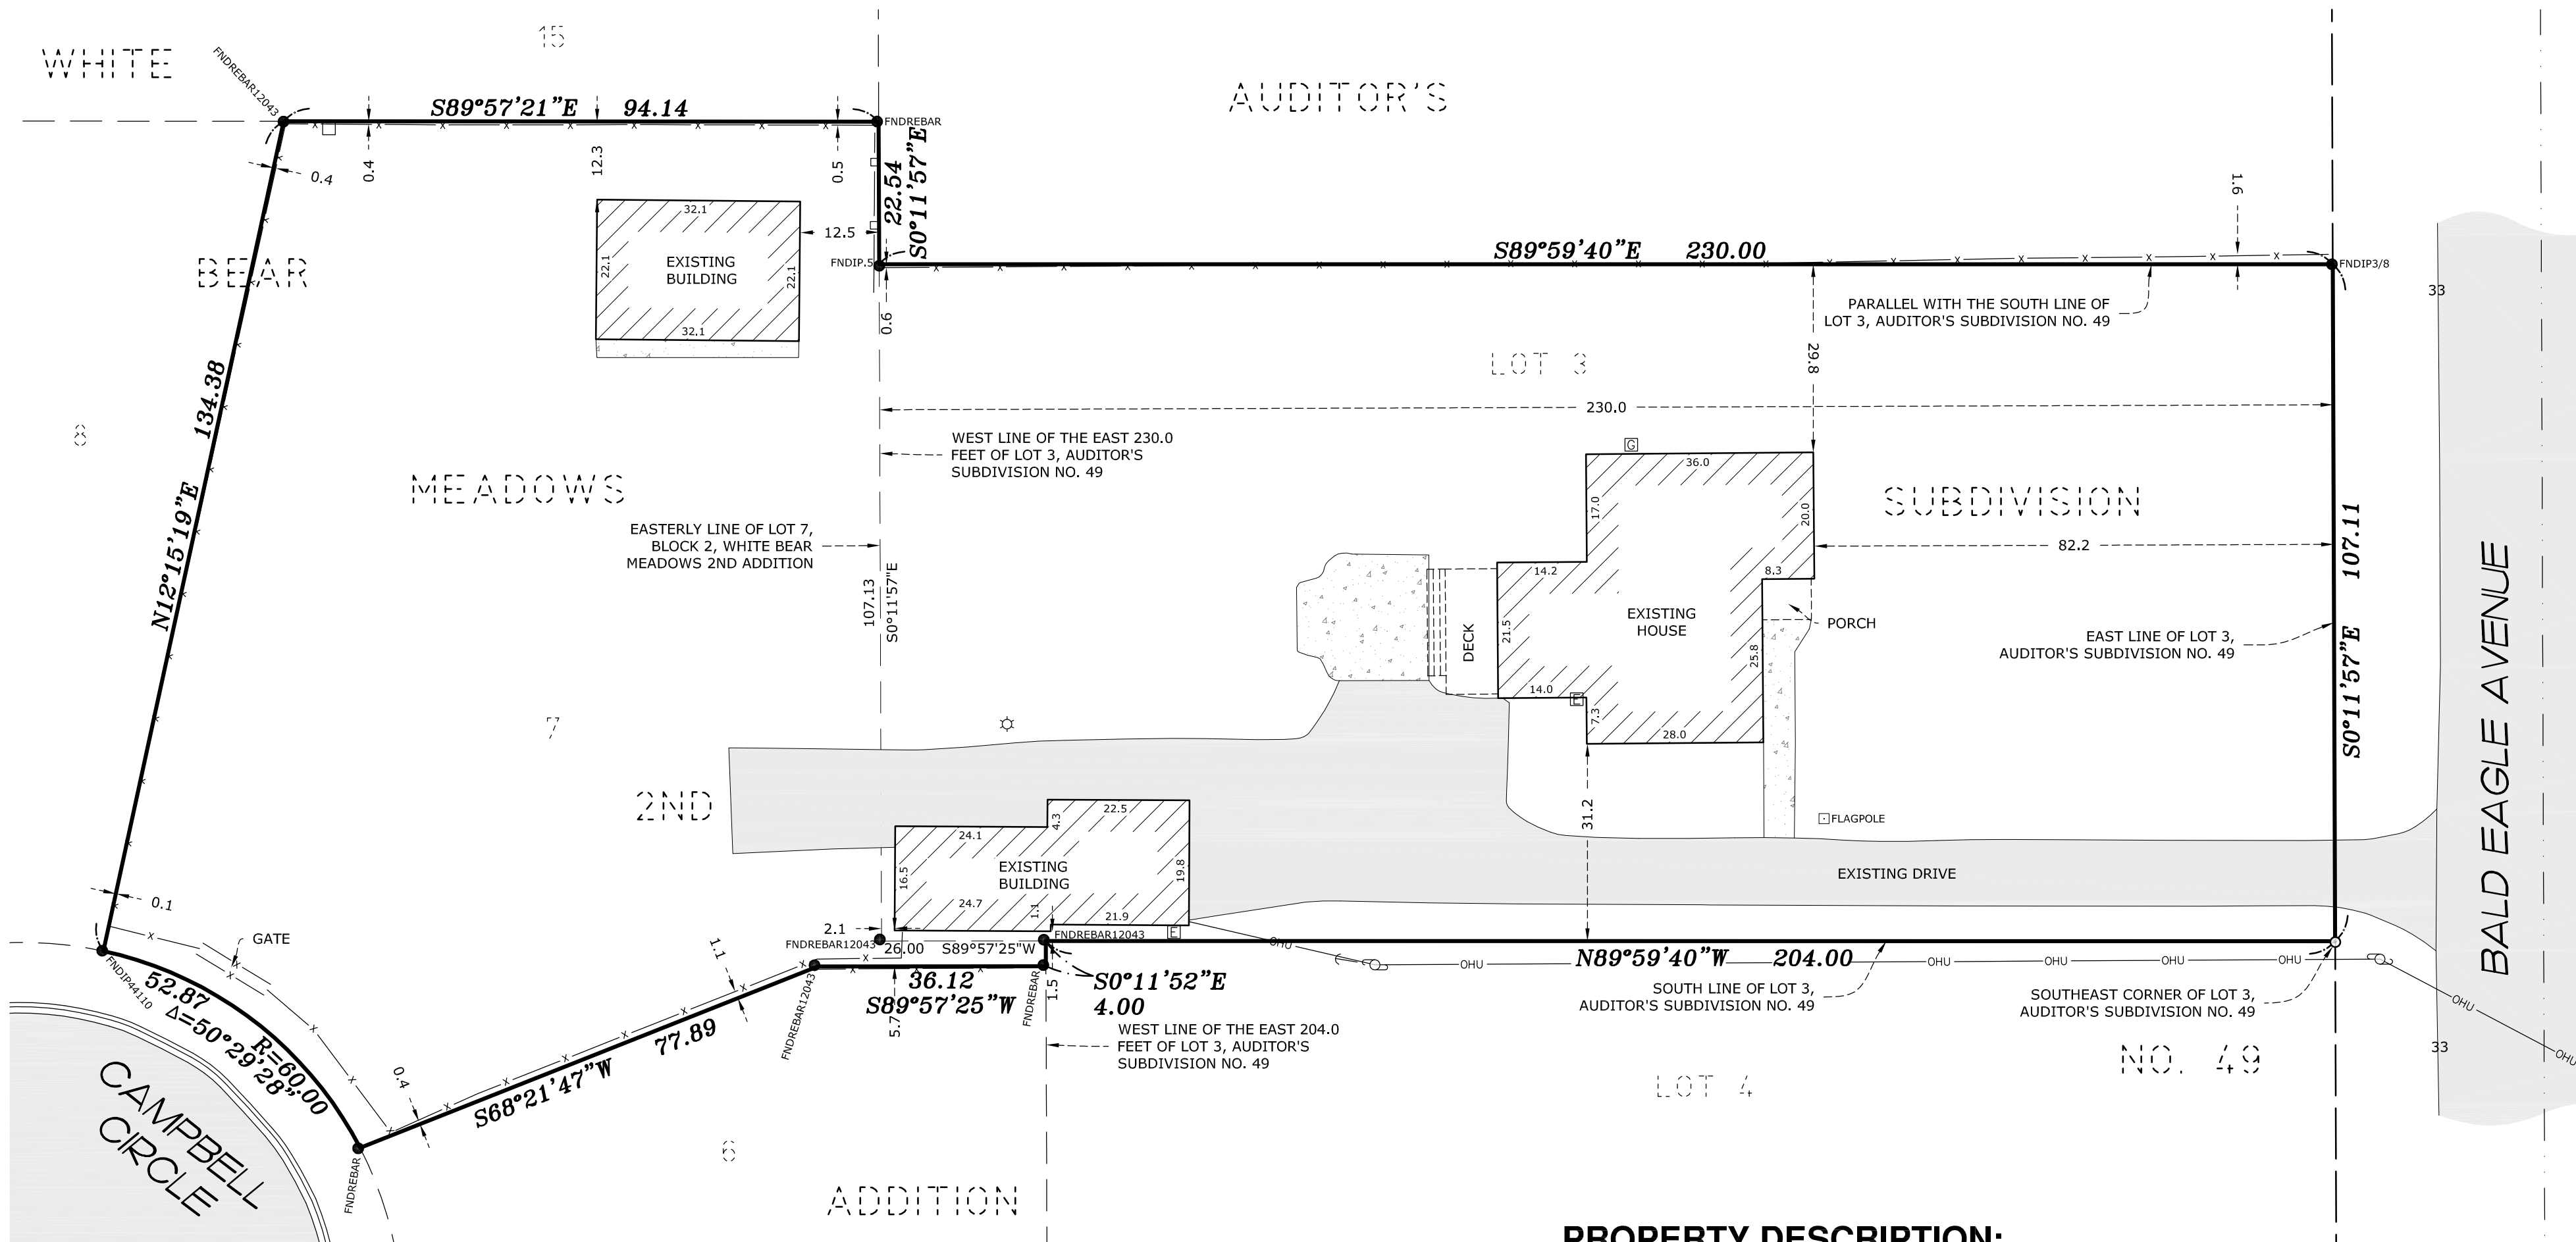 15
WHITE
AUDITOR'S
FNDREBAR12043
S89°57'21"E 94.14
FNDREBAR
0.4
0.4
12.3
0.5
22.54
S0°11'57"E
1.6
32.1
12.5
EXISTING
BUILDING
22.1
22.1
32.1
FNDIP.5
0.6
S89°59'40"E 230.00
FNDIP3/8
33
BEAR
PARALLEL WITH THE SOUTH LINE OF
LOT 3, AUDITOR'S SUBDIVISION NO. 49
LOT 3
29.8
230.0
134.38
N12°15'19"E
8
WEST LINE OF THE EAST 230.0
FEET OF LOT 3, AUDITOR'S
SUBDIVISION NO. 49
MEADOWS
SUBDIVISION
EASTERLY LINE OF LOT 7,
BLOCK 2, WHITE BEAR
MEADOWS 2ND ADDITION
107.13
S0°11'57"E
G
36.0
17.0
20.0
82.2
14.2
8.3
DECK
21.5
EXISTING
HOUSE
PORCH
25.8
14.0
E
7.3
28.0
EAST LINE OF LOT 3,
AUDITOR'S SUBDIVISION NO. 49
107.11
S0°11'57"E
BALD EAGLE AVENUE
7
2ND
22.5
4.3
24.1
EXISTING
BUILDING
16.5
19.8
24.7
1.1
21.9
E
31.2
FLAGPOLE
EXISTING DRIVE
0.1
GATE
2.1
FNDREBAR12043
26.00 S89°57'25"W
FNDREBAR12043
OHU
N89°59'40"W 204.00
OHU
OHU
OHU
OHU
OHU
OHU
OHU
OHU
FNDIP44110
52.87
Δ=50°29'28"
R=60.00
1.1
36.12
S89°57'25"W
FNDREBAR12043
5.7
FNDREBAR
1.5
S0°11'52"E
4.00
SOUTH LINE OF LOT 3,
AUDITOR'S SUBDIVISION NO. 49
SOUTHEAST CORNER OF LOT 3,
AUDITOR'S SUBDIVISION NO. 49
WEST LINE OF THE EAST 204.0
FEET OF LOT 3, AUDITOR'S
SUBDIVISION NO. 49
77.89
S68°21'47"W
0.4
33
NO. 49
LOT 4
CAMPBELL
CIRCLE
FNDREBAR
6
ADDITION
PROPERTY DESCRIPTION: